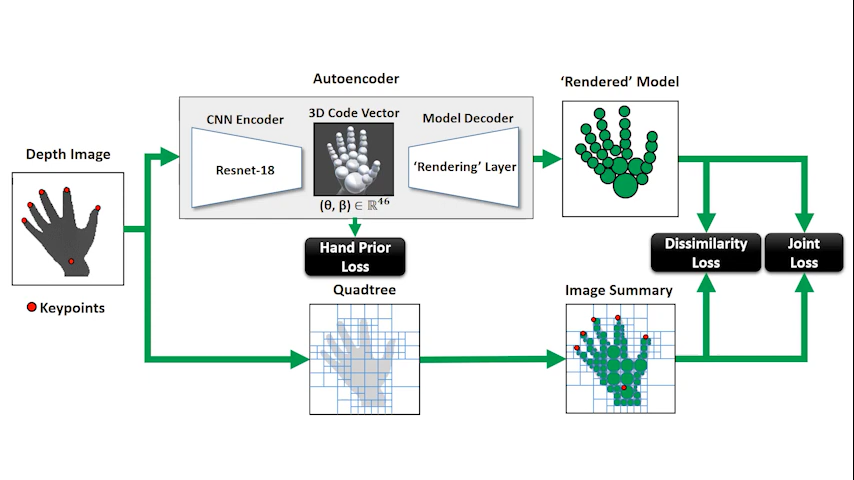 Autoencoder
'Rendered' Model
CNN Encoder
3D Code Vector
Model Decoder
Depth Image
Resnet-18
'Rendering' Layer
(θ, β) ∈ ℝ⁴⁶
Hand Prior
Loss
Dissimilarity
Loss
Joint
Loss
Keypoints
Quadtree
Image Summary